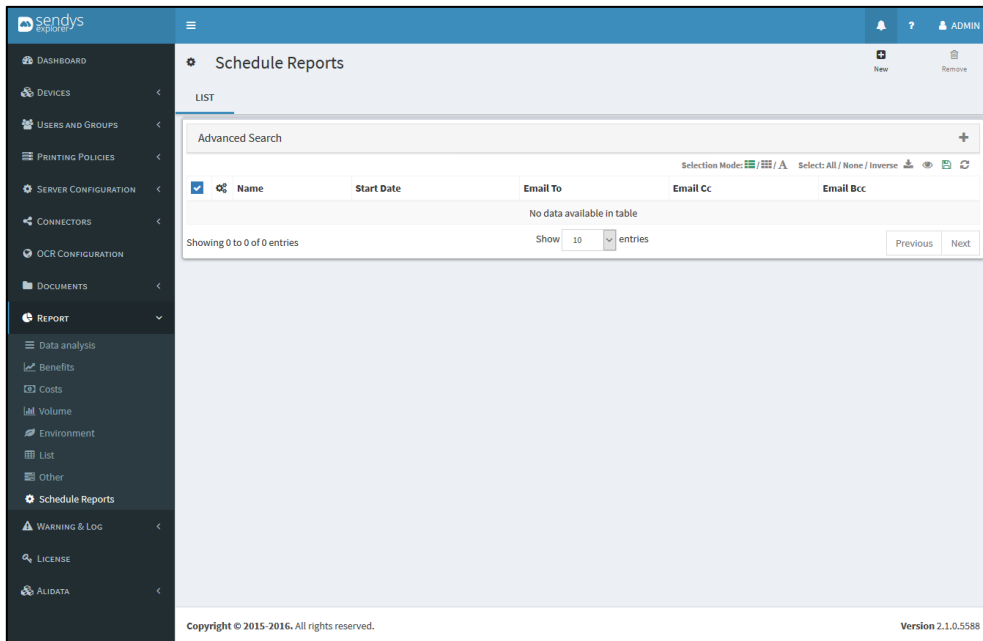 sendys
explorer
ADMIN
DASHBOARD
DEVICES
USERS AND GROUPS
PRINTING POLICIES
SERVER CONFIGURATION
CONNECTORS
OCR CONFIGURATION
DOCUMENTS
REPORT
Data analysis
Benefits
Costs
Volume
Environment
List
Other
Schedule Reports
WARNING & LOG
LICENSE
ALIDATA
Schedule Reports
New
Remove
LIST
Advanced Search
Selection Mode: / / A Select: All / None / Inverse
Name Start Date Email To Email Cc Email Bcc
No data available in table
Showing 0 to 0 of 0 entries Show 10 entries Previous Next
Copyright © 2015-2016. All rights reserved. Version 2.1.0.5588